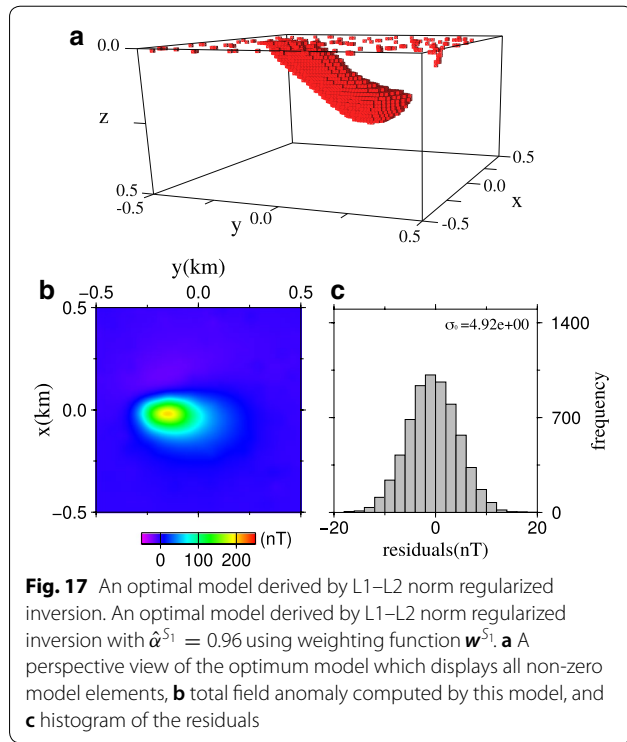 a
0.0
z
0.5
-0.5
y
0.0
0.5
-0.5
0.0
0.5
x
b
y(km)
−0.5 0.0 0.5
0.5
x(km)
0.0
−0.5
0 100 200 (nT)
c
σ₀ =4.92e+00
1400
700
0
frequency
−20 0 20
residuals(nT)
Fig. 17 An optimal model derived by L1–L2 norm regularized
inversion. An optimal model derived by L1–L2 norm regularized
inversion with α̂^S₁ = 0.96 using weighting function w^S₁. a A
perspective view of the optimum model which displays all non-zero
model elements, b total field anomaly computed by this model, and
c histogram of the residuals